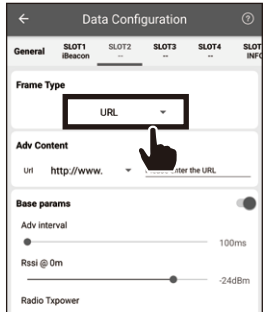 ← Data Configuration ?
General SLOT1 SLOT2 SLOT3 SLOT4 SLOT
iBeacon -- -- -- INFO
Frame Type
URL
Adv Content
Url http://www. enter the URL
Base params
Adv interval
100ms
Rssi @ 0m
-24dBm
Radio Txpower